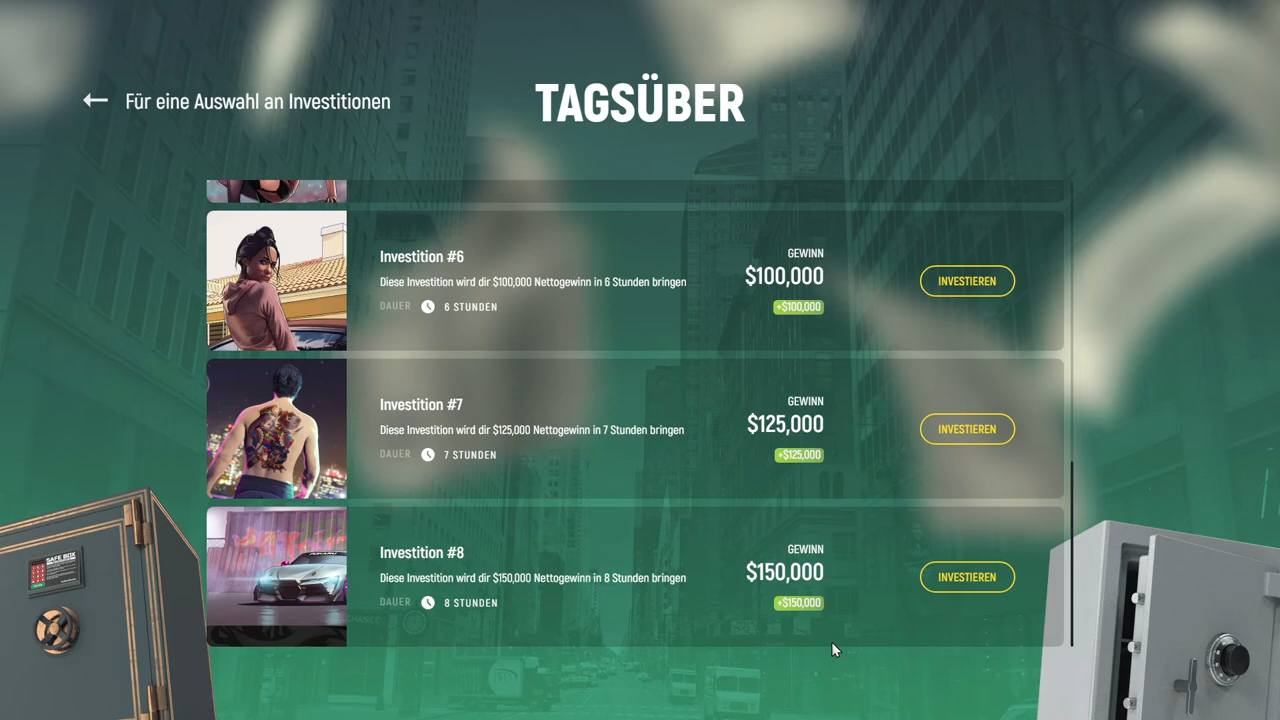 Für eine Auswahl an Investitionen
TAGSÜBER
Investition #6
Diese Investition wird dir $100,000 Nettogewinn in 6 Stunden bringen
DAUER 6 STUNDEN
GEWINN
$100,000
+$100,000
INVESTIEREN
Investition #7
Diese Investition wird dir $125,000 Nettogewinn in 7 Stunden bringen
DAUER 7 STUNDEN
GEWINN
$125,000
+$125,000
INVESTIEREN
Investition #8
Diese Investition wird dir $150,000 Nettogewinn in 8 Stunden bringen
DAUER 8 STUNDEN
GEWINN
$150,000
+$150,000
INVESTIEREN
SAFE BOX